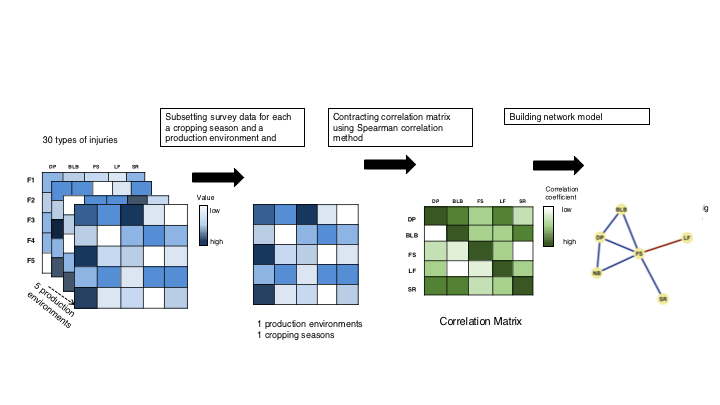 Subsetting survey data for each
a cropping season and a
production environment and
Contracting correlation matrix
using Spearman correlation
method
Building network model
30 types of injuries
DP BLB FS LF SR
F1
F2
F3
F4
F5
5 production
environments
Value
low
high
1 production environments
1 cropping seasons
DP BLB FS LF SR
DP
BLB
FS
LF
SR
Correlation Matrix
Correlation
coefficient
low
high
BLB
DP
LF
FS
NB
SR